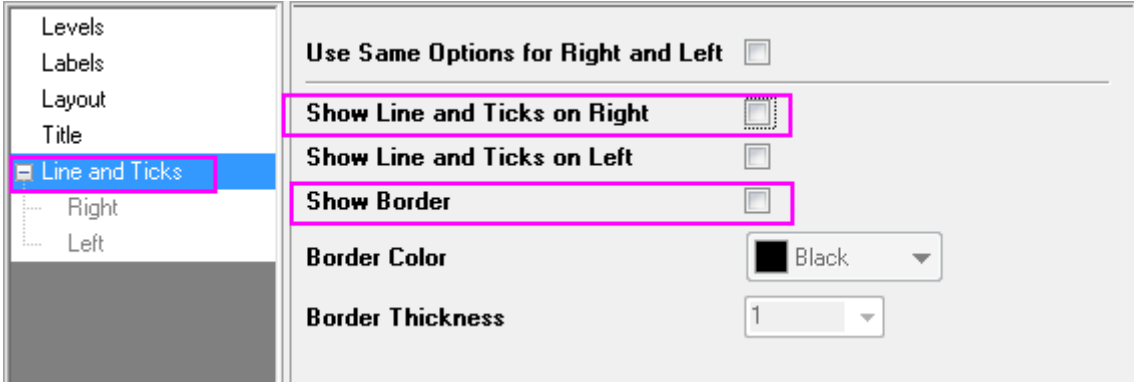 Levels
Labels
Layout
Title
Line and Ticks
Right
Left
Use Same Options for Right and Left
Show Line and Ticks on Right
Show Line and Ticks on Left
Show Border
Border Color
Black
Border Thickness
1